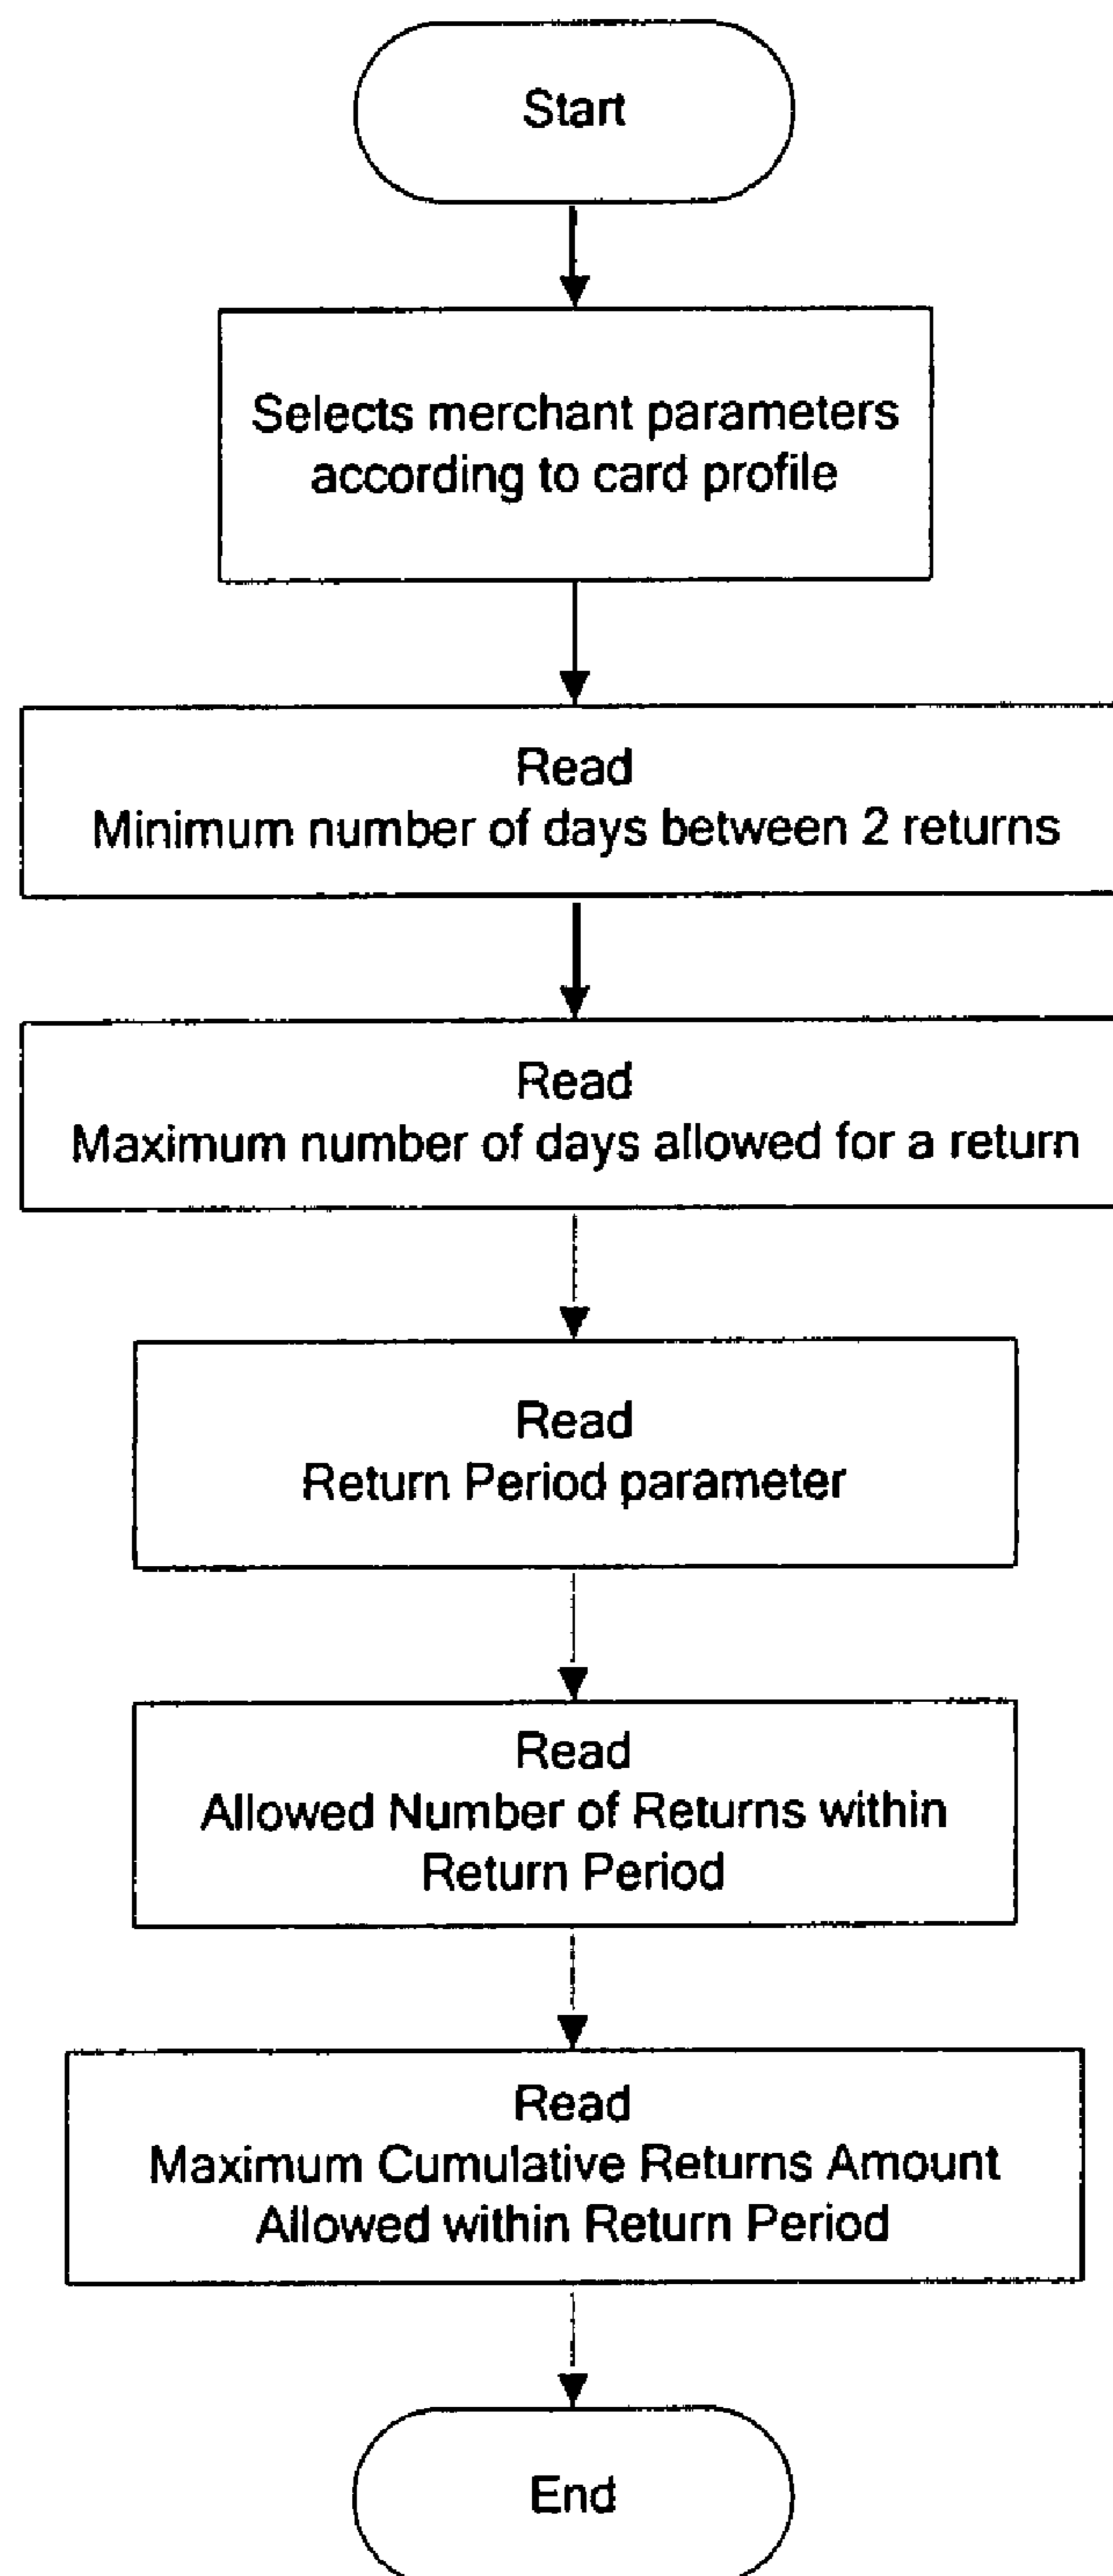 Start
Selects merchant parameters
according to card profile
Read
Minimum number of days between 2 returns
Read
Maximum number of days allowed for a return
Read
Return Period parameter
Read
Allowed Number of Returns within
Return Period
Read
Maximum Cumulative Returns Amount
Allowed within Return Period
End